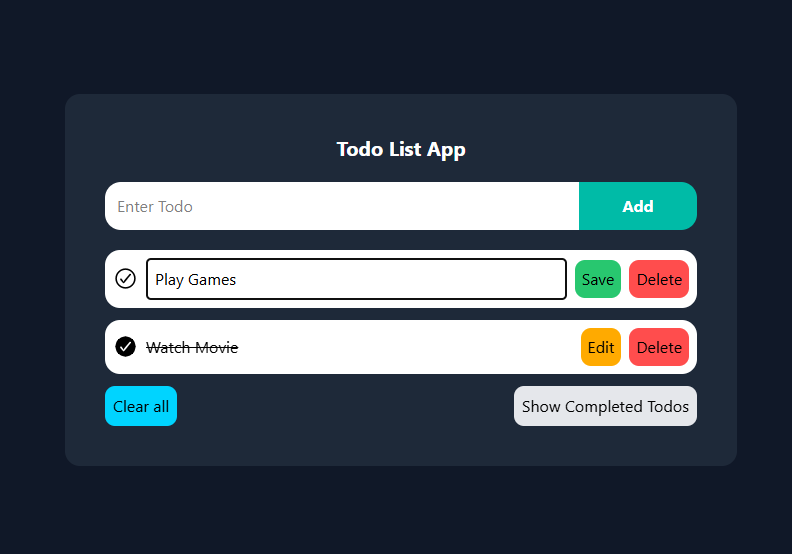 Todo List App
Enter Todo Add
Play Games Save Delete
Watch Movie Edit Delete
Clear all Show Completed Todos